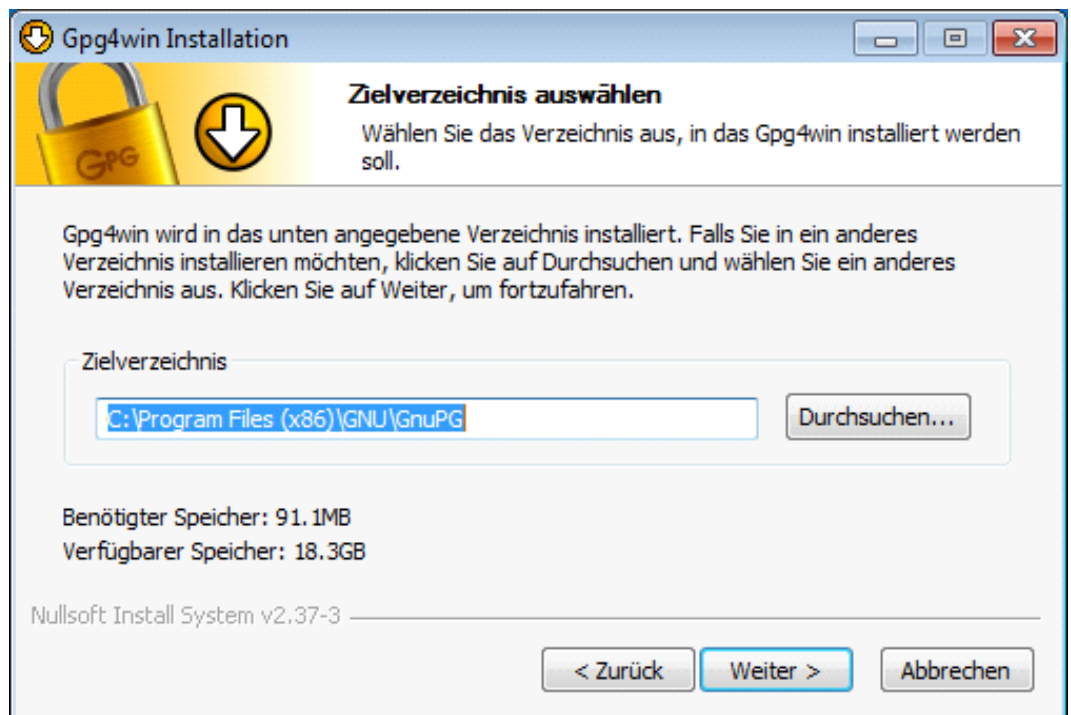 Gpg4win Installation
Zielverzeichnis auswählen
Wählen Sie das Verzeichnis aus, in das Gpg4win installiert werden
soll.
GPG
Gpg4win wird in das unten angegebene Verzeichnis installiert. Falls Sie in ein anderes
Verzeichnis installieren möchten, klicken Sie auf Durchsuchen und wählen Sie ein anderes
Verzeichnis aus. Klicken Sie auf Weiter, um fortzufahren.
Zielverzeichnis
C:\Program Files (x86)\GNU\GnuPG
Durchsuchen...
Benötigter Speicher: 91.1MB
Verfügbarer Speicher: 18.3GB
Nullsoft Install System v2.37-3
< Zurück
Weiter >
Abbrechen